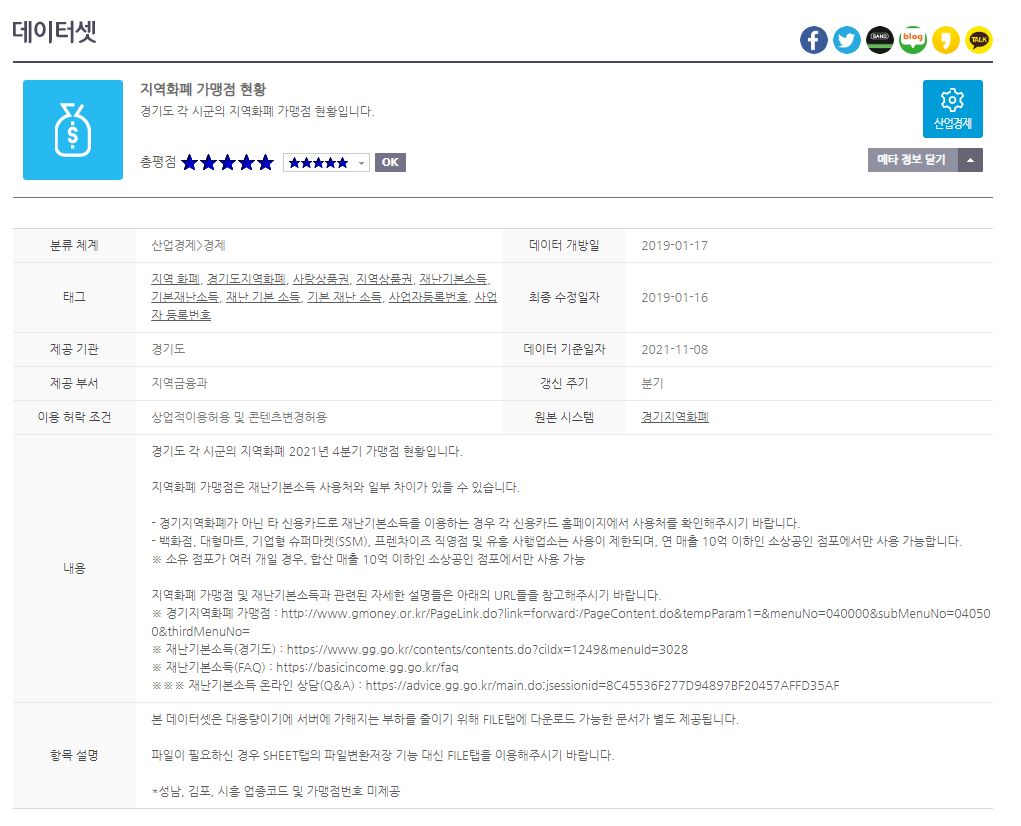 데이터셋
BAND
blog
TALK
지역화폐 가맹점 현황
경기도 각 시군의 지역화폐 가맹점 현황입니다.
산업경제
총평점 ★★★★★ ★★★★★ OK
메타 정보 닫기
분류 체계 산업경제>경제 데이터 개방일 2019-01-17
태그 지역 화폐, 경기도지역화폐, 사랑상품권, 지역상품권, 재난기본소득,
기본재난소득, 재난 기본 소득, 기본 재난 소득, 사업자등록번호, 사업
자 등록번호
최종 수정일자 2019-01-16
제공 기관 경기도 데이터 기준일자 2021-11-08
제공 부서 지역금융과 갱신 주기 분기
이용 허락 조건 상업적이용허용 및 콘텐츠변경허용 원본 시스템 경기지역화폐
내용
경기도 각 시군의 지역화폐 2021년 4분기 가맹점 현황입니다.
지역화폐 가맹점은 재난기본소득 사용처와 일부 차이가 있을 수 있습니다.
- 경기지역화폐가 아닌 타 신용카드로 재난기본소득을 이용하는 경우 각 신용카드 홈페이지에서 사용처를 확인해주시기 바랍니다.
- 백화점, 대형마트, 기업형 슈퍼마켓(SSM), 프렌차이즈 직영점 및 유흥 사행업소는 사용이 제한되며, 연 매출 10억 이하인 소상공인 점포에서만 사용 가능합니다.
※ 소유 점포가 여러 개일 경우, 합산 매출 10억 이하인 소상공인 점포에서만 사용 가능
지역화폐 가맹점 및 재난기본소득과 관련된 자세한 설명들은 아래의 URL들을 참고해주시기 바랍니다.
※ 경기지역화폐 가맹점 : http://www.gmoney.or.kr/PageLink.do?link=forward:/PageContent.do&tempParam1=&menuNo=040000&subMenuNo=04050
0&thirdMenuNo=
※ 재난기본소득(경기도) : https://www.gg.go.kr/contents/contents.do?ciIdx=1249&menuId=3028
※ 재난기본소득(FAQ) : https://basicincome.gg.go.kr/faq
※※※ 재난기본소득 온라인 상담(Q&A) : https://advice.gg.go.kr/main.do;jsessionid=8C45536F277D94897BF20457AFFD35AF
항목 설명
본 데이터셋은 대용량이기에 서버에 가해지는 부하를 줄이기 위해 FILE탭에 다운로드 가능한 문서가 별도 제공됩니다.
파일이 필요하신 경우 SHEET탭의 파일변환저장 기능 대신 FILE탭을 이용해주시기 바랍니다.
*성남, 김포, 시흥 업종코드 및 가맹점번호 미제공